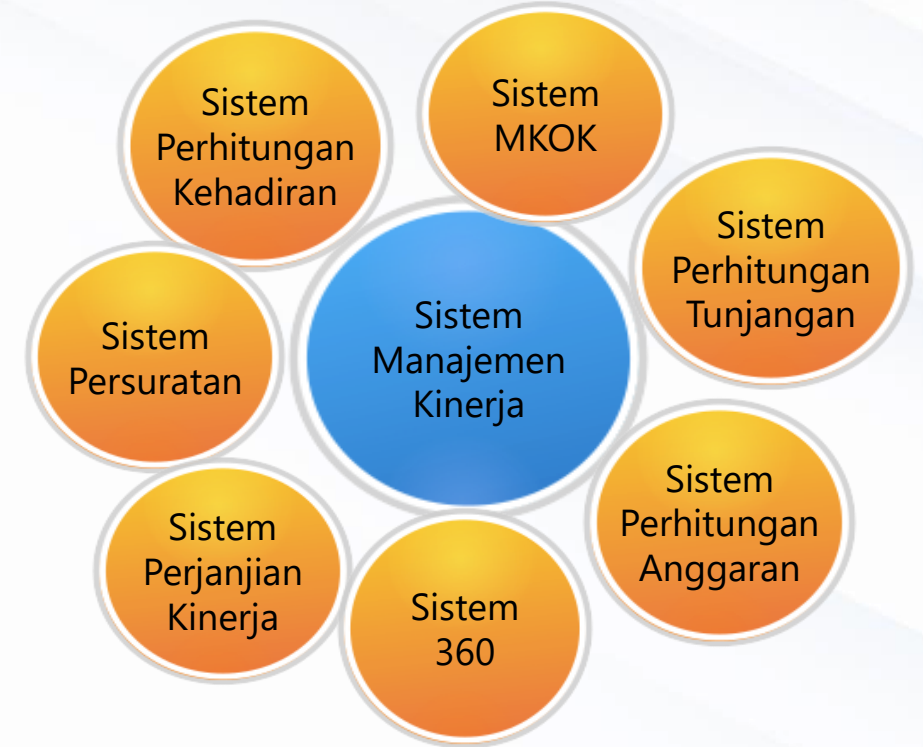 Sistem
MKOK
Sistem
Perhitungan
Kehadiran
Sistem
Perhitungan
Tunjangan
Sistem
Manajemen
Kinerja
Sistem
Persuratan
Sistem
Perhitungan
Anggaran
Sistem
Perjanjian
Kinerja
Sistem
360